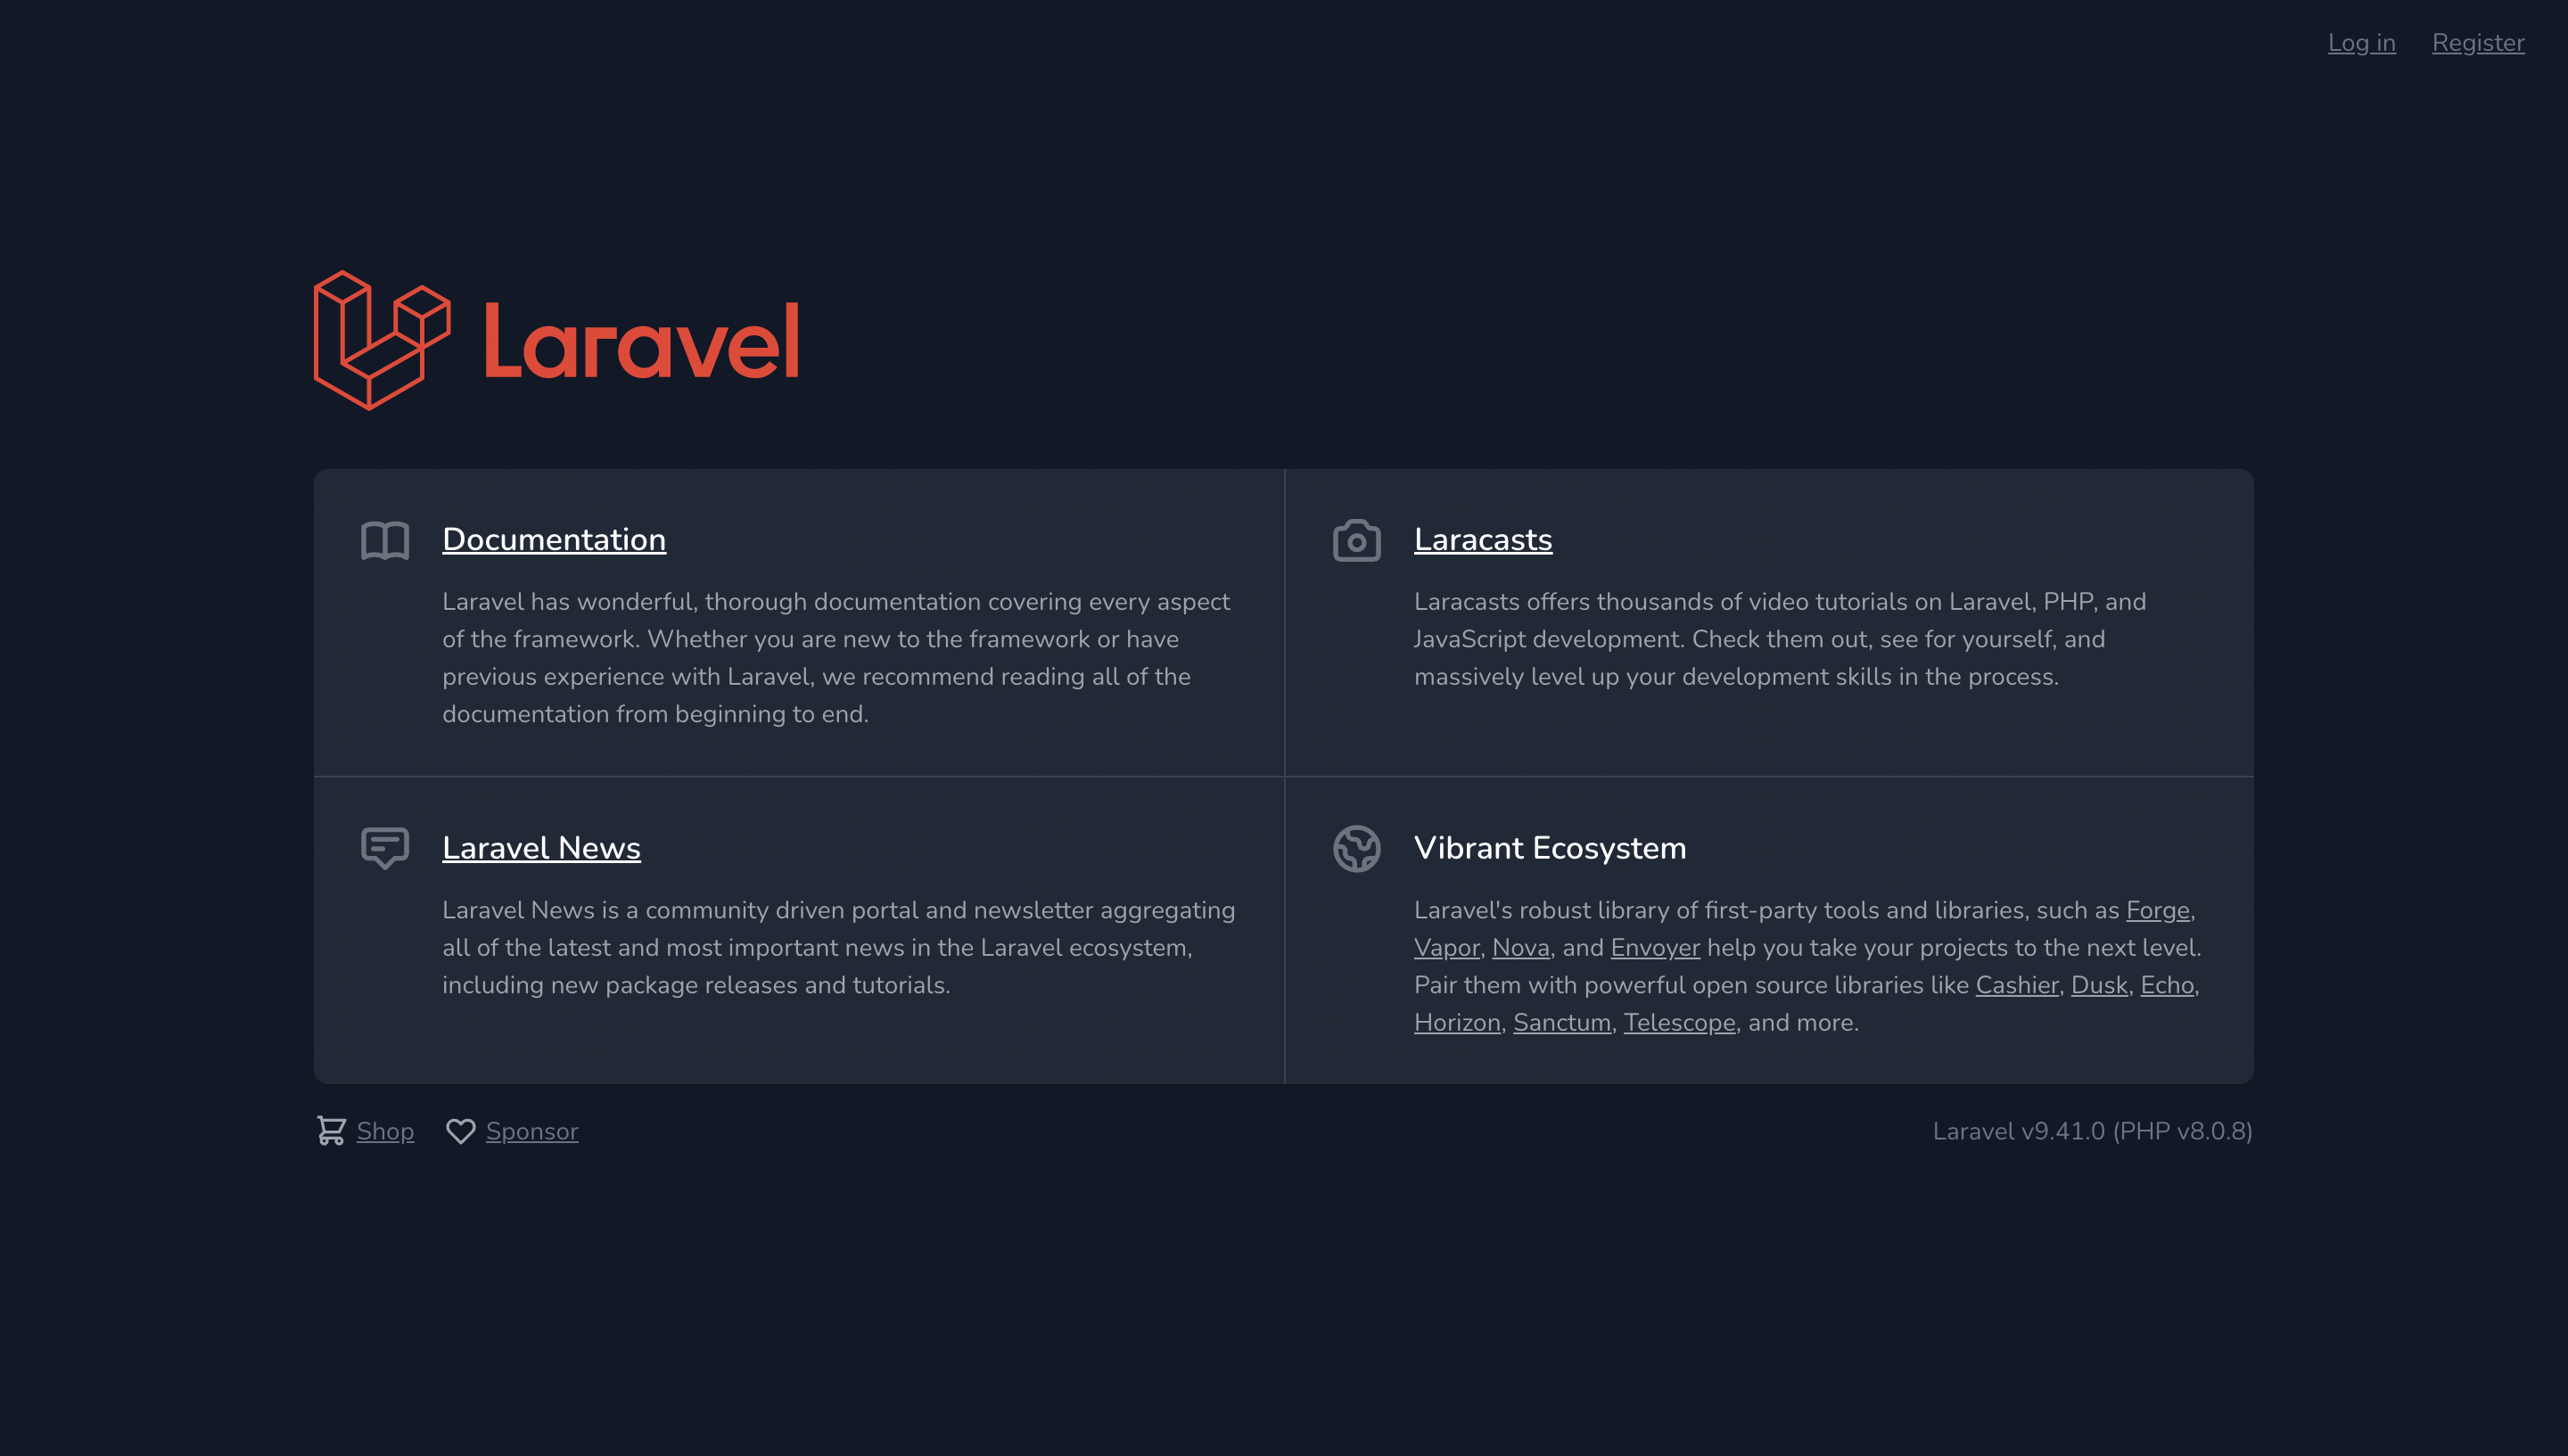 Log in Register
Laravel
Documentation
Laravel has wonderful, thorough documentation covering every aspect
of the framework. Whether you are new to the framework or have
previous experience with Laravel, we recommend reading all of the
documentation from beginning to end.
Laracasts
Laracasts offers thousands of video tutorials on Laravel, PHP, and
JavaScript development. Check them out, see for yourself, and
massively level up your development skills in the process.
Laravel News
Laravel News is a community driven portal and newsletter aggregating
all of the latest and most important news in the Laravel ecosystem,
including new package releases and tutorials.
Vibrant Ecosystem
Laravel's robust library of first-party tools and libraries, such as Forge,
Vapor, Nova, and Envoyer help you take your projects to the next level.
Pair them with powerful open source libraries like Cashier, Dusk, Echo,
Horizon, Sanctum, Telescope, and more.
Shop Sponsor
Laravel v9.41.0 (PHP v8.0.8)